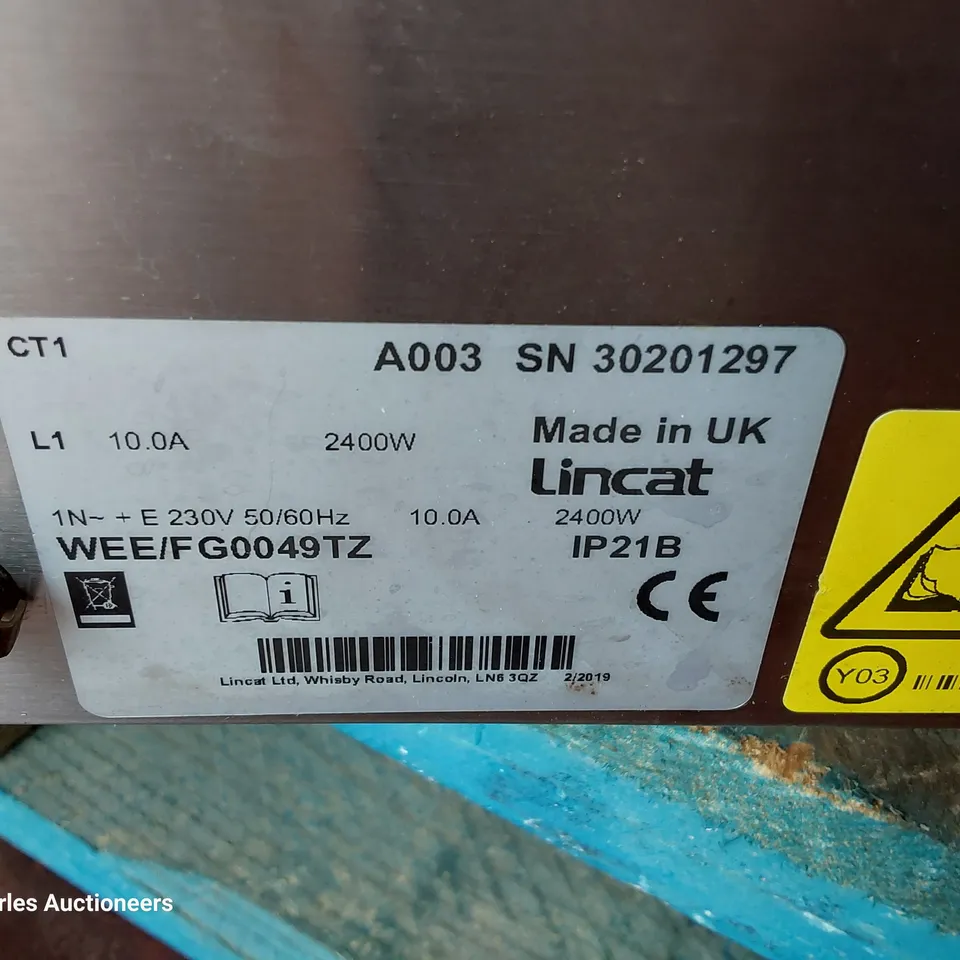 CT1 A003 SN 30201297
L1 10.0A 2400W Made in UK
Lincat
1N~ + E 230V 50/60Hz 10.0A 2400W
WEE/FG0049TZ IP21B
i CE
Lincat Ltd, Whisby Road, Lincoln, LN6 3QZ 2/2019
Y03
rles Auctioneers